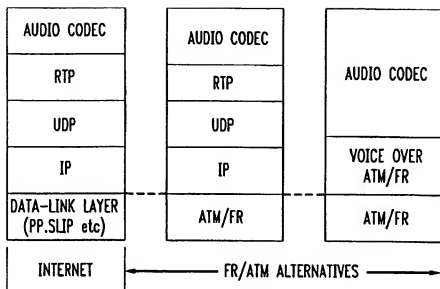 AUDIO CODEC
RTP
UDP
IP
DATA-LINK LAYER
(PP.SLIP etc)
INTERNET
AUDIO CODEC
RTP
UDP
IP
ATM/FR
AUDIO CODEC
VOICE OVER
ATM/FR
ATM/FR
FR/ATM ALTERNATIVES